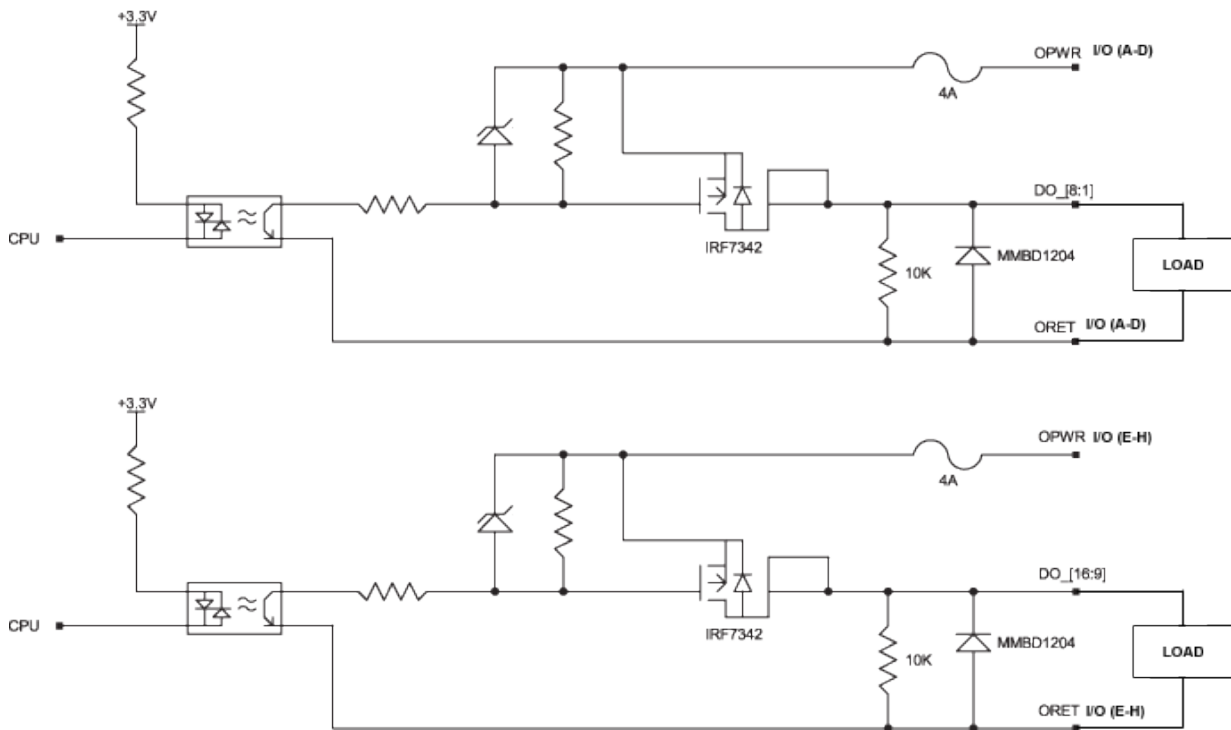 +3.3V
OPWR I/O (A-D)
4A
DO_[8:1]
CPU
IRF7342
10K
MMBD1204
LOAD
ORET I/O (A-D)
+3.3V
OPWR I/O (E-H)
4A
DO_[16:9]
CPU
IRF7342
10K
MMBD1204
LOAD
ORET I/O (E-H)